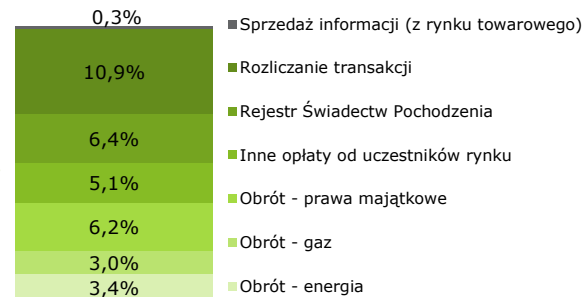 0,3%
10,9%
6,4%
5,1%
6,2%
3,0%
3,4%
Sprzedaż informacji (z rynku towarowego)
Rozliczanie transakcji
Rejestr Świadectw Pochodzenia
Inne opłaty od uczestników rynku
Obrót - prawa majątkowe
Obrót - gaz
Obrót - energia